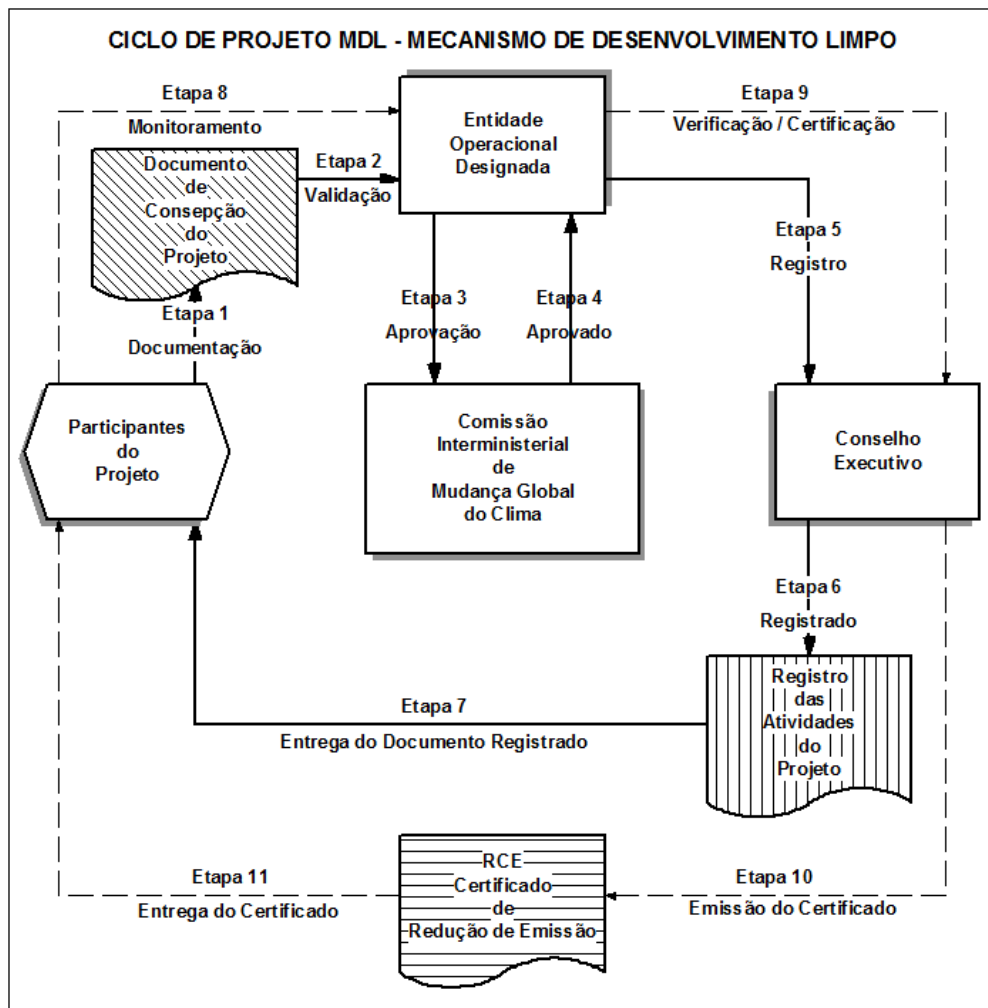 CICLO DE PROJETO MDL - MECANISMO DE DESENVOLVIMENTO LIMPO
Etapa 8
Monitoramento
Entidade
Operacional
Designada
Etapa 9
Verificação / Certificação
Documento
de
Consepção
do
Projeto
Etapa 2
Validação
Etapa 5
Registro
Etapa 1
Documentação
Etapa 3
Aprovação
Etapa 4
Aprovado
Participantes
do
Projeto
Comissão
Interministerial
de
Mudança Global
do Clima
Conselho
Executivo
Etapa 6
Registrado
Etapa 7
Entrega do Documento Registrado
Registro
das
Atividades
do
Projeto
Etapa 11
Entrega do Certificado
RCE
Certificado
de
Redução de Emissão
Etapa 10
Emissão do Certificado